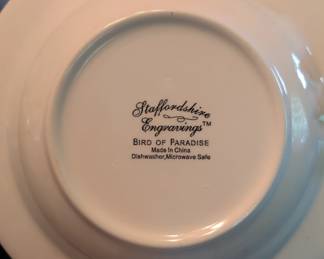 Staffordshire
Engravings™
BIRD OF PARADISE
Made In China
Dishwasher,Microwave Safe